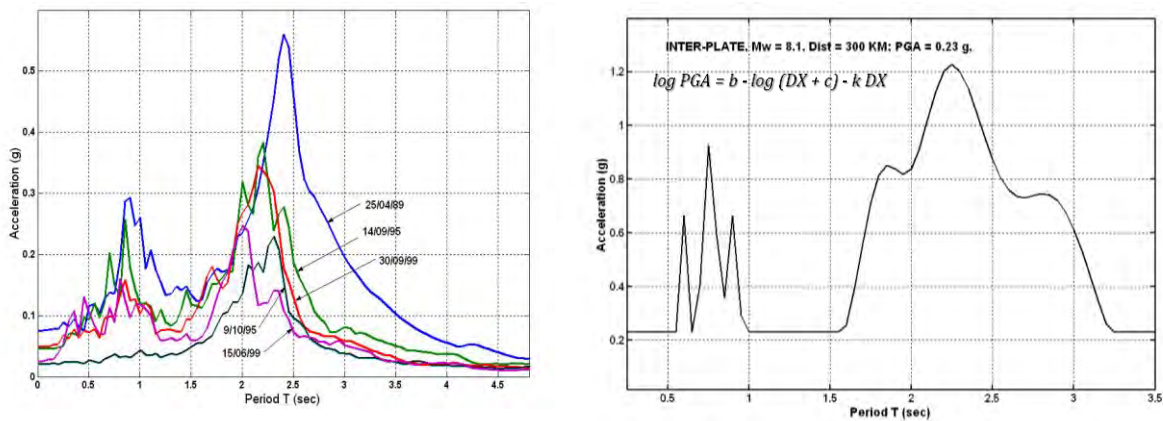 0.5
0.4
0.3
0.2
0.1
0
Acceleration (g)
25/04/89
14/09/95
30/09/99
9/10/95
15/06/99
0 0.5 1 1.5 2 2.5 3 3.5 4 4.5
Period T (sec)
INTER-PLATE. Mw = 8.1. Dist = 300 KM: PGA = 0.23 g.
log PGA = b - log (DX + c) - k DX
1.2
1
0.8
0.6
0.4
0.2
Acceleration (g)
0.5 1 1.5 2 2.5 3 3.5
Period T (sec)